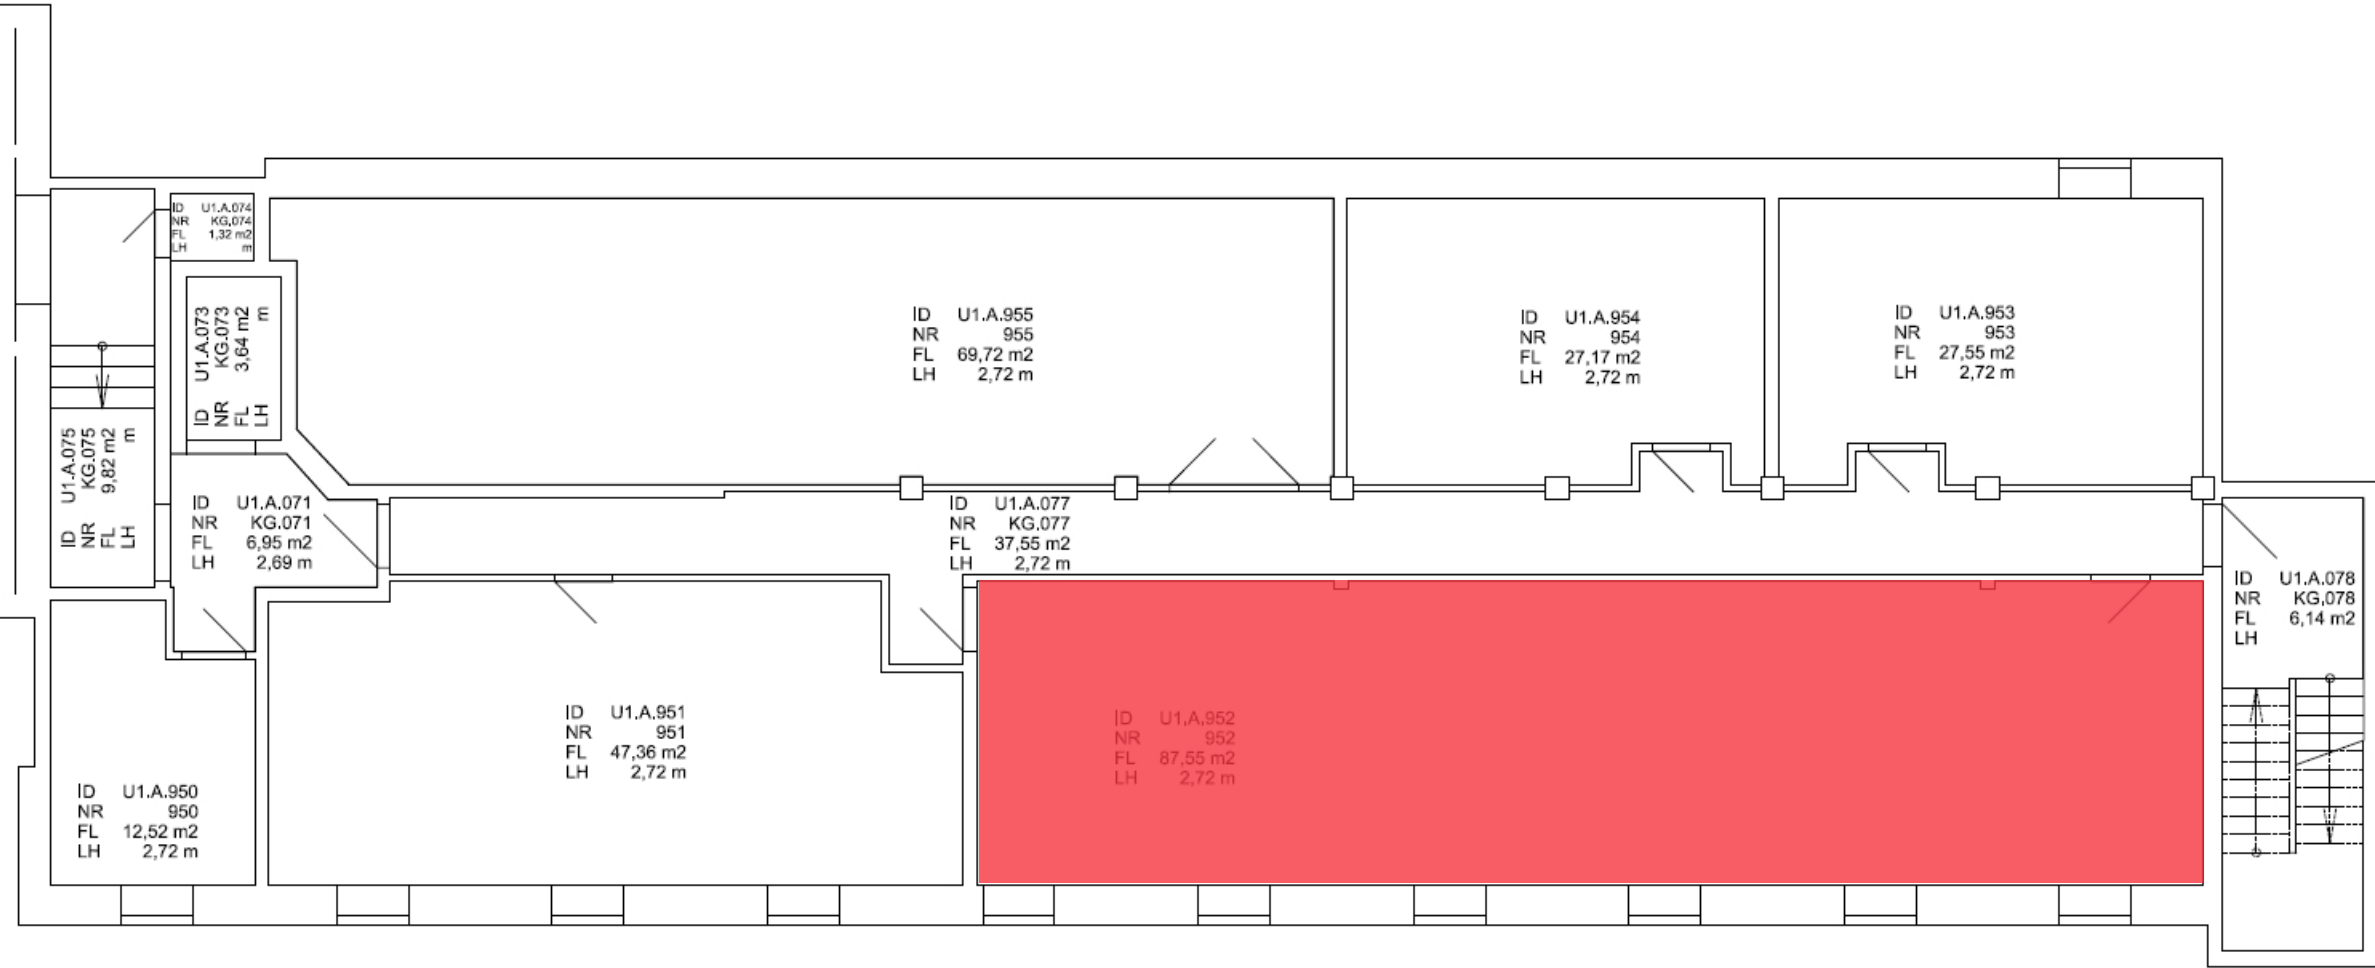 ID U1.A.074
NR KG.074
FL 1,32 m2
LH m
ID U1.A.073
NR KG.073
FL 3,64 m2
LH m
ID U1.A.955
NR 955
FL 69,72 m2
LH 2,72 m
ID U1.A.954
NR 954
FL 27,17 m2
LH 2,72 m
ID U1.A.953
NR 953
FL 27,55 m2
LH 2,72 m
ID U1.A.075
NR KG.075
FL 9,82 m2
LH m
ID U1.A.071
NR KG.071
FL 6,95 m2
LH 2,69 m
ID U1.A.077
NR KG.077
FL 37,55 m2
LH 2,72 m
ID U1.A.078
NR KG.078
FL 6,14 m2
LH
ID U1.A.950
NR 950
FL 12,52 m2
LH 2,72 m
ID U1.A.951
NR 951
FL 47,36 m2
LH 2,72 m
ID U1.A.952
NR 952
FL 87,55 m2
LH 2,72 m